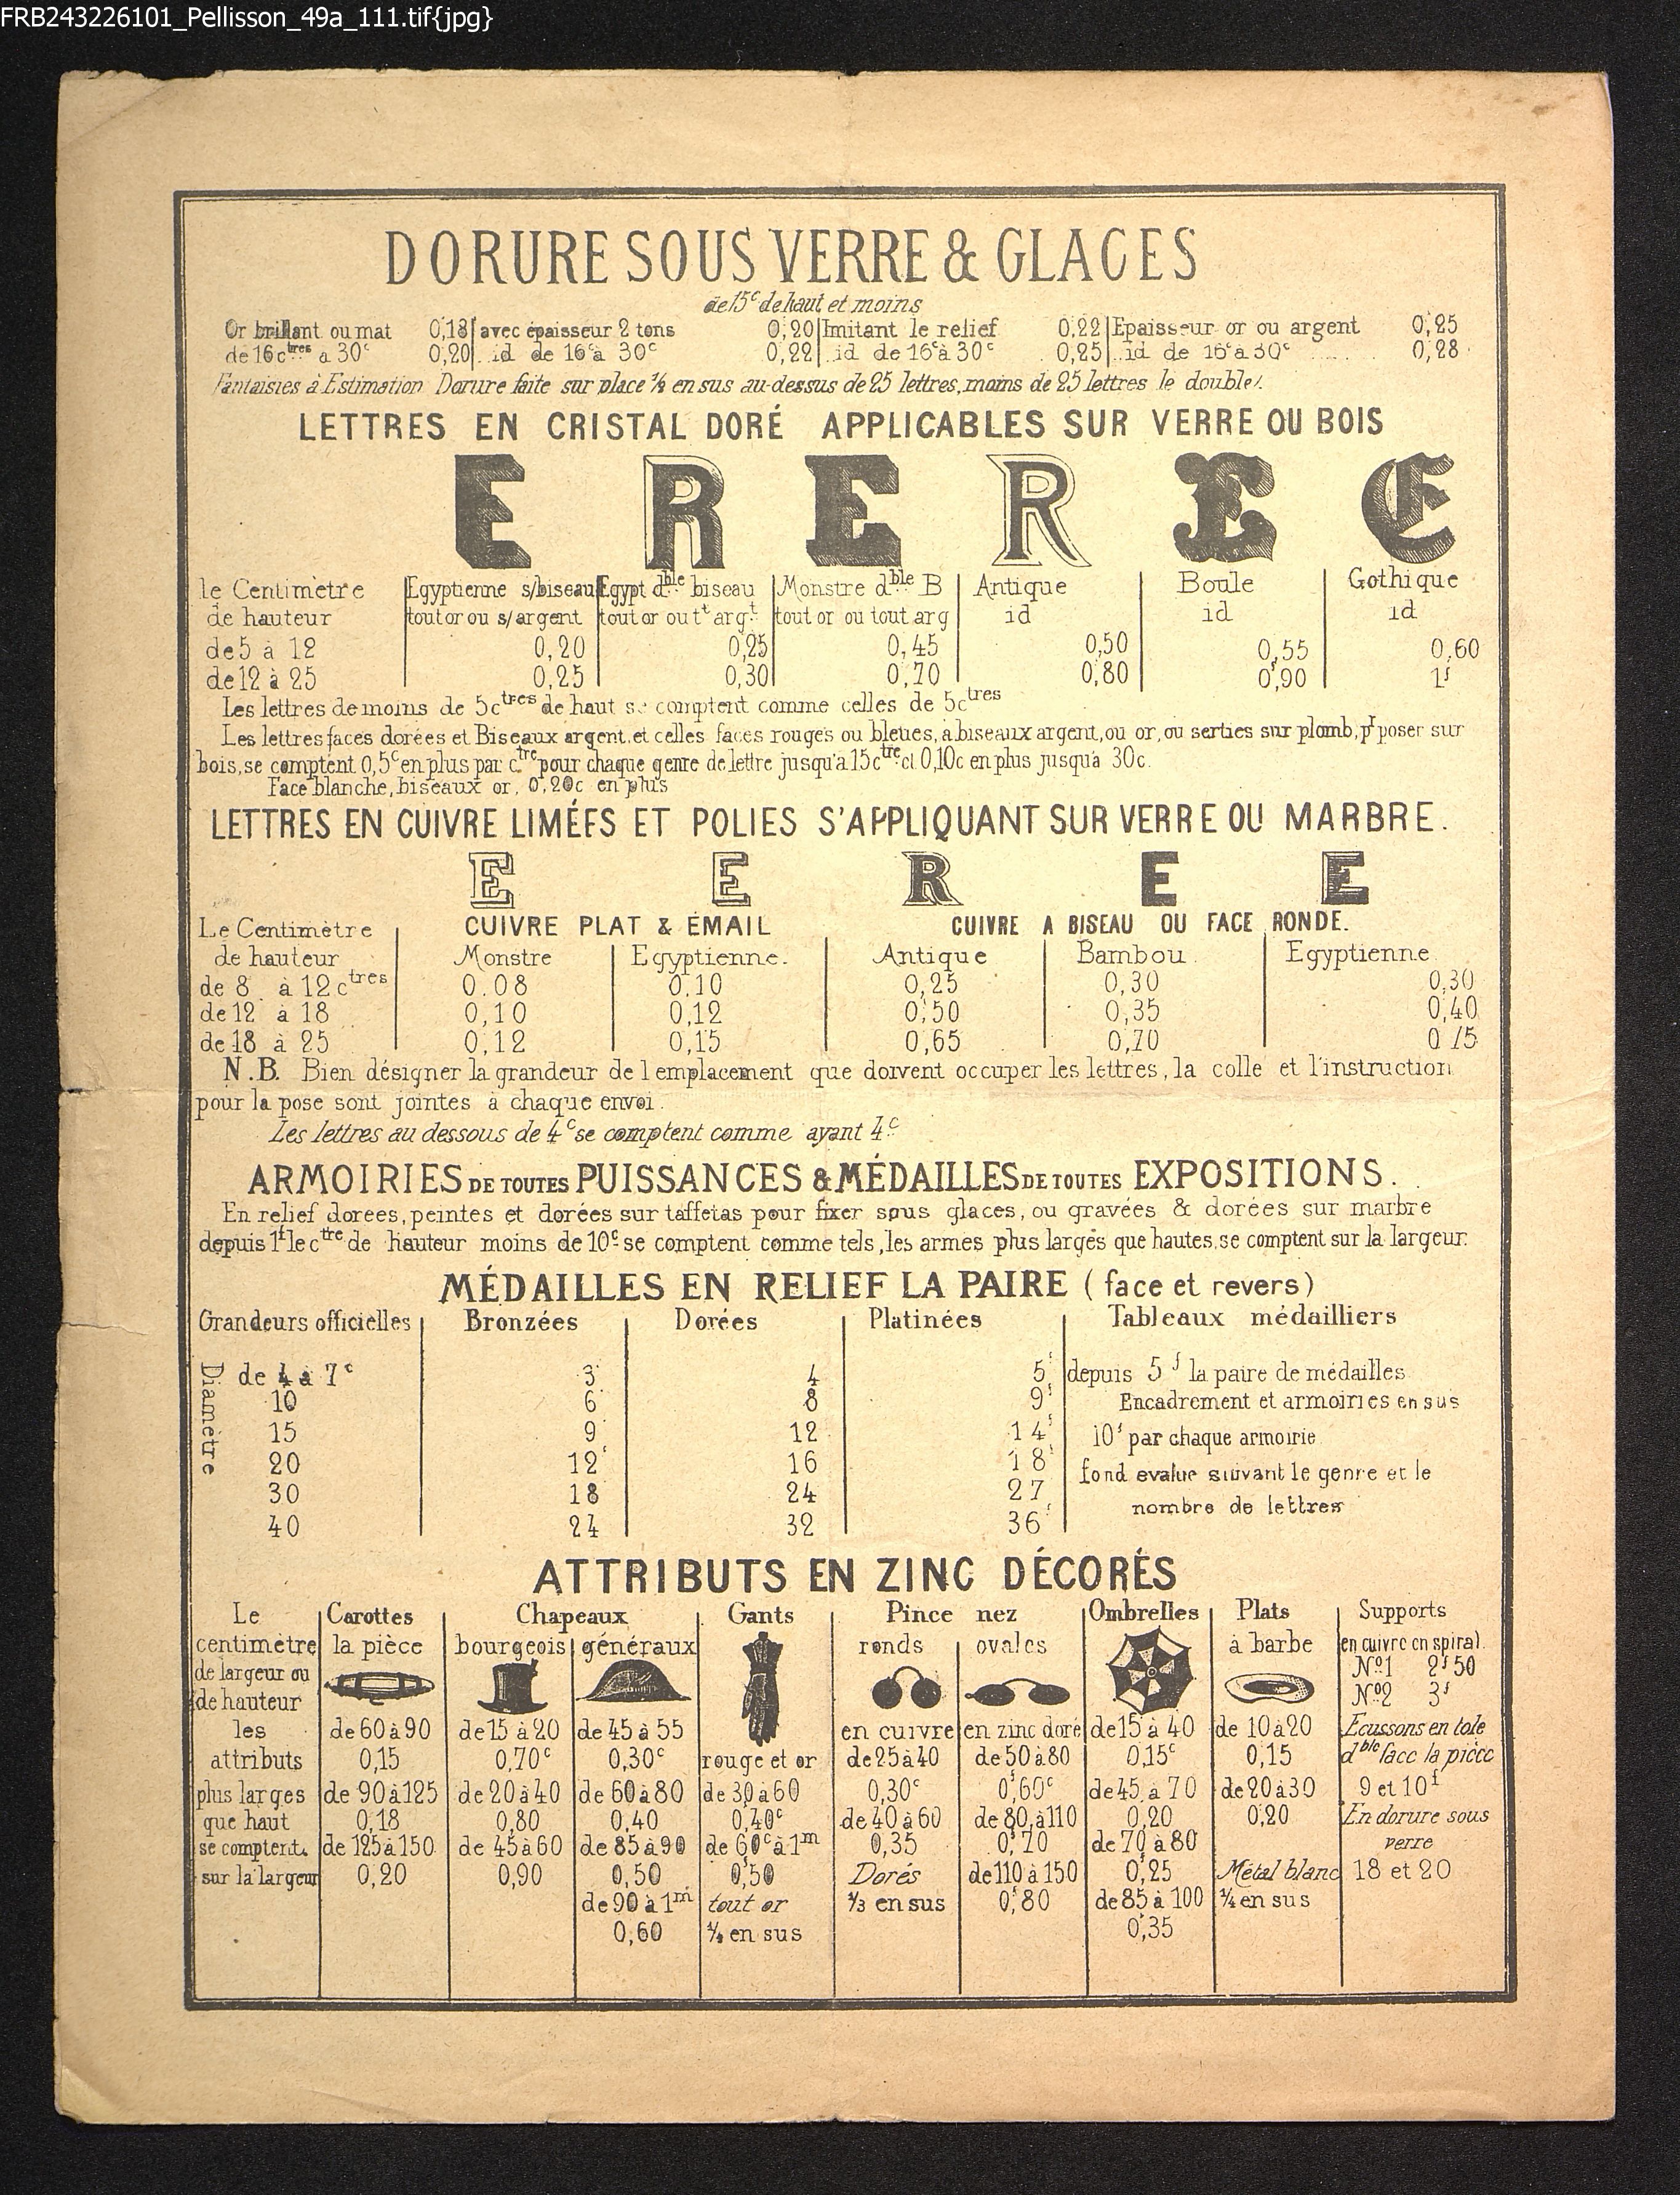 FRB243226101_Pellisson_49a_111.tif{jpg}
DORURE SOUS VERRE & GLACES
de 15c de haut et moins
Or brillant ou mat 0,18 avec épaisseur 2 tons 0,20 Imitant le relief 0,22 Epaisseur or ou argent 0,25
de 16 ctres a 30c 0,20 id de 16c à 30c 0,22 id de 16c à 30c 0,25 id de 16c à 30c 0,28
Fantaisies à Estimation Dorure faite sur place ½ en sus au-dessus de 25 lettres, moins de 25 lettres le double.
LETTRES EN CRISTAL DORÉ APPLICABLES SUR VERRE OU BOIS
E R E R E E
le Centimètre Egyptienne s/biseau Egypt dble biseau Monstre dble B Antique Boule Gothique
de hauteur tout or ou s/argent tout or ou tt argt tout or ou tout arg id id id
de 5 à 12 0,20 0,25 0,45 0,50 0,55 0,60
de 12 à 25 0,25 0,30 0,70 0,80 0f,90 1f
Les lettres de moins de 5 ctres de haut se comptent comme celles de 5 ctres
Les lettres faces dorées et Biseaux argent, et celles faces rouges ou bleues, à biseaux argent, ou or, ou serties sur plomb, pr poser sur
bois, se comptent 0,5c en plus par ctre pour chaque genre de lettre jusqu'à 15 ctre et 0,10c en plus jusqu'à 30c.
Face blanche, biseaux or, 0,20c en plus
LETTRES EN CUIVRE LIMÉES ET POLIES S'APPLIQUANT SUR VERRE OU MARBRE.
E E R E E
Le Centimètre CUIVRE PLAT & ÉMAIL CUIVRE A BISEAU OU FACE RONDE.
de hauteur Monstre Egyptienne. Antique Bambou. Egyptienne
de 8 à 12 ctres 0.08 0,10 0,25 0,30 0,30
de 12 à 18 0,10 0,12 0,50 0,35 0,40
de 18 à 25 0,12 0,15 0,65 0,70
N.B. Bien désigner la grandeur de l'emplacement que doivent occuper les lettres, la colle et l'instruction
pour la pose sont jointes à chaque envoi.
Les lettres au dessous de 4c se comptent comme ayant 4c
ARMOIRIES DE TOUTES PUISSANCES & MÉDAILLES DE TOUTES EXPOSITIONS.
En relief dorees, peintes et dorées sur taffetas pour fixer sous glaces, ou gravées & dorées sur marbre
depuis 1f le ctre de hauteur moins de 10c se comptent comme tels, les armes plus larges que hautes, se comptent sur la largeur.
MÉDAILLES EN RELIEF LA PAIRE (face et revers)
Grandeurs officielles Bronzées Dorées Platinées Tableaux médailliers
Diamètre
de 4 à 7c 3 4 5f depuis 5f la paire de médailles
10 6 8 9f Encadrement et armoiries en sus
15 9 12 14f 10f par chaque armoirie
20 12 16 18f fond evalue suivant le genre et le
30 18 24 27 nombre de lettres
40 24 32 36f
ATTRIBUTS EN ZINC DÉCORÉS
Le Carottes Chapeaux Gants Pince nez Ombrelles Plats Supports
centimètre la pièce bourgeois généraux ronds ovales à barbe en cuivre en spiral.
de largeur ou No1 2f50
de hauteur No2 3f
les de 60 à 90 de 15 à 20 de 45 à 55 en cuivre en zinc doré de 15 à 40 de 10 à 20 Ecussons en tole
attributs 0,15 0,70c 0,30c rouge et or de 25 à 40 de 50 à 80 0,15c 0,15 dble face la pièce
plus larges de 90 à 125 de 20 à 40 de 60 à 80 de 30 à 60 0,30c 0f,60c de 45 à 70 de 20 à 30 9 et 10f
que haut 0,18 0,80 0,40 0,40c de 40 à 60 de 80 à 110 0,20 0,20 En dorure sous
se comptent de 125 à 150 de 45 à 60 de 85 à 90 de 60c à 1m 0,35 0f,70 de 70 à 80 verre
sur la largeur 0,20 0,90 0,50 0f,50 Dorés de 110 à 150 0f,25 Métal blanc 18 et 20
de 90 à 1m tout or ⅓ en sus 0f,80 de 85 à 100 ¼ en sus
0,60 en sus 0f,35